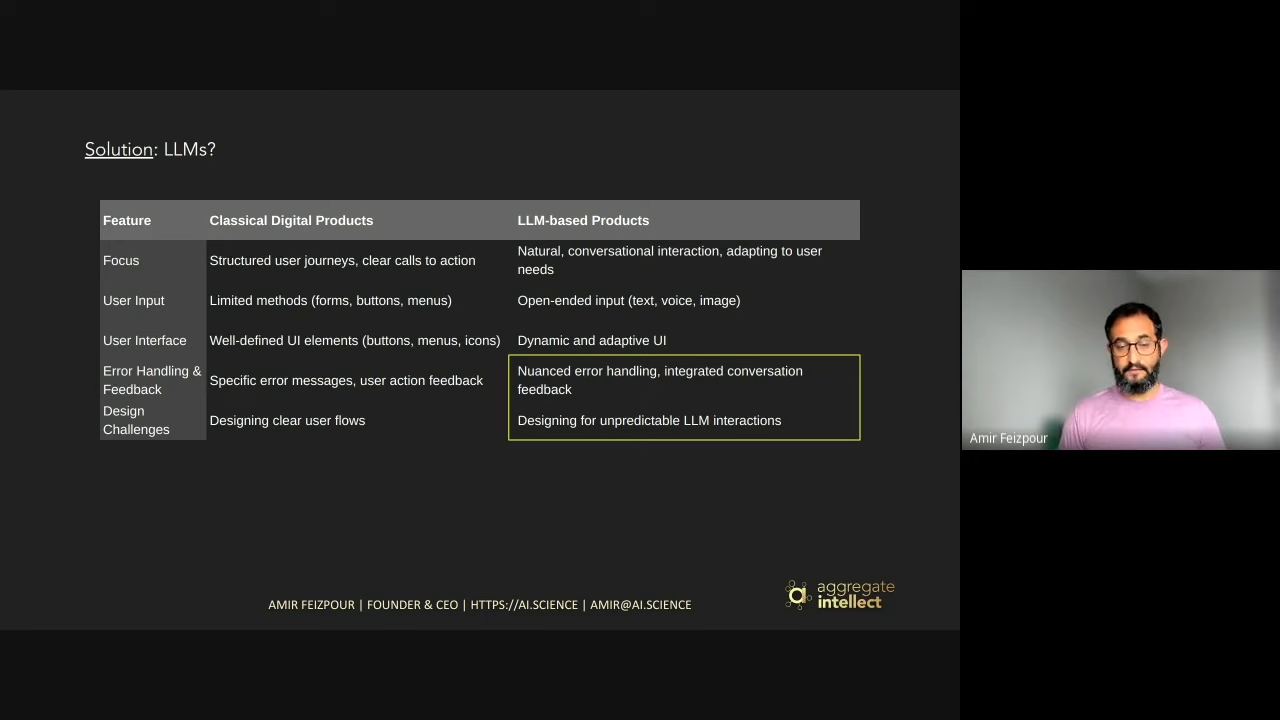 Solution: LLMs?
Feature
Classical Digital Products
LLM-based Products
Focus
Structured user journeys, clear calls to action
Natural, conversational interaction, adapting to user
needs
User Input
Limited methods (forms, buttons, menus)
Open-ended input (text, voice, image)
User Interface
Well-defined UI elements (buttons, menus, icons)
Dynamic and adaptive UI
Error Handling &
Feedback
Specific error messages, user action feedback
Nuanced error handling, integrated conversation
feedback
Design
Challenges
Designing clear user flows
Designing for unpredictable LLM interactions
Amir Feizpour
AMIR FEIZPOUR | FOUNDER & CEO | HTTPS://AI.SCIENCE | AMIR@AI.SCIENCE
aggregate
intellect